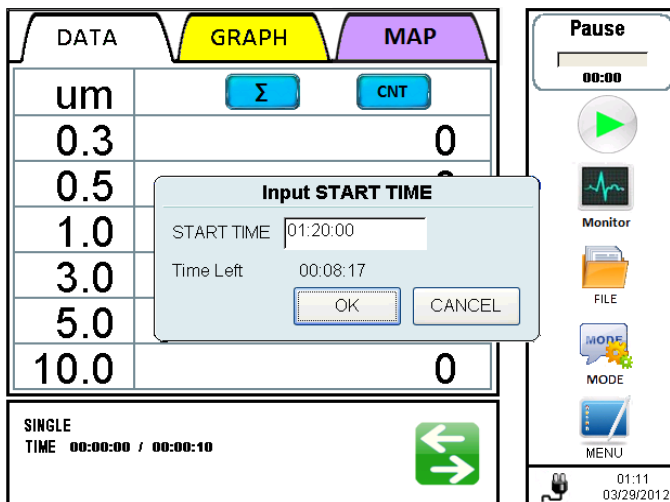 DATA GRAPH MAP
um Σ CNT
0.3 0
0.5
1.0
3.0
5.0
10.0 0
Input START TIME
START TIME 01:20:00
Time Left 00:08:17
OK CANCEL
SINGLE
TIME 00:00:00 / 00:00:10
Pause
00:00
Monitor
FILE
MODE
MODE
MENU
01:11
03/29/2012